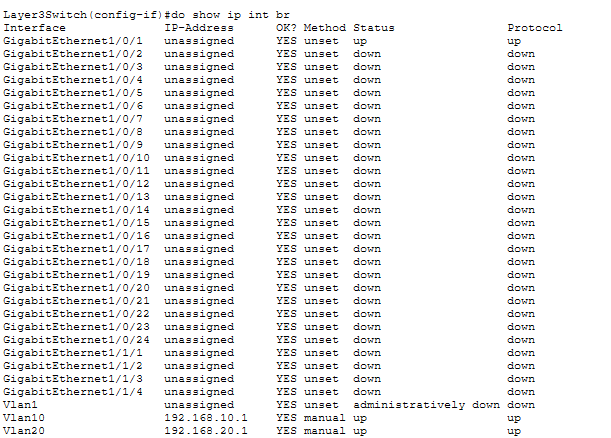 Layer3Switch(config-if)#do show ip int br
Interface              IP-Address      OK? Method Status                Protocol
GigabitEthernet1/0/1   unassigned      YES unset  up                    up
GigabitEthernet1/0/2   unassigned      YES unset  down                  down
GigabitEthernet1/0/3   unassigned      YES unset  down                  down
GigabitEthernet1/0/4   unassigned      YES unset  down                  down
GigabitEthernet1/0/5   unassigned      YES unset  down                  down
GigabitEthernet1/0/6   unassigned      YES unset  down                  down
GigabitEthernet1/0/7   unassigned      YES unset  down                  down
GigabitEthernet1/0/8   unassigned      YES unset  down                  down
GigabitEthernet1/0/9   unassigned      YES unset  down                  down
GigabitEthernet1/0/10  unassigned      YES unset  down                  down
GigabitEthernet1/0/11  unassigned      YES unset  down                  down
GigabitEthernet1/0/12  unassigned      YES unset  down                  down
GigabitEthernet1/0/13  unassigned      YES unset  down                  down
GigabitEthernet1/0/14  unassigned      YES unset  down                  down
GigabitEthernet1/0/15  unassigned      YES unset  down                  down
GigabitEthernet1/0/16  unassigned      YES unset  down                  down
GigabitEthernet1/0/17  unassigned      YES unset  down                  down
GigabitEthernet1/0/18  unassigned      YES unset  down                  down
GigabitEthernet1/0/19  unassigned      YES unset  down                  down
GigabitEthernet1/0/20  unassigned      YES unset  down                  down
GigabitEthernet1/0/21  unassigned      YES unset  down                  down
GigabitEthernet1/0/22  unassigned      YES unset  down                  down
GigabitEthernet1/0/23  unassigned      YES unset  down                  down
GigabitEthernet1/0/24  unassigned      YES unset  down                  down
GigabitEthernet1/1/1   unassigned      YES unset  down                  down
GigabitEthernet1/1/2   unassigned      YES unset  down                  down
GigabitEthernet1/1/3   unassigned      YES unset  down                  down
GigabitEthernet1/1/4   unassigned      YES unset  down                  down
Vlan1                  unassigned      YES unset  administratively down down
Vlan10                 192.168.10.1    YES manual up                    up
Vlan20                 192.168.20.1    YES manual up                    up